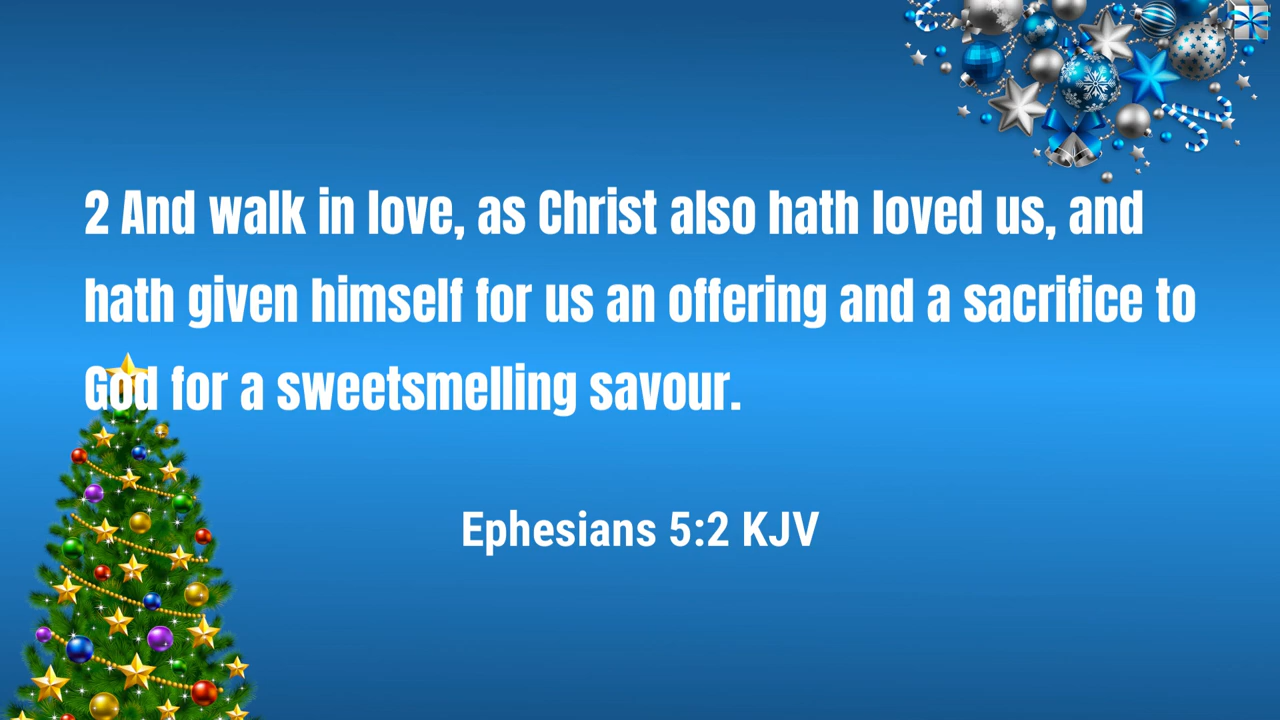 2 And walk in love, as Christ also hath loved us, and
hath given himself for us an offering and a sacrifice to
God for a sweetsmelling savour.
Ephesians 5:2 KJV